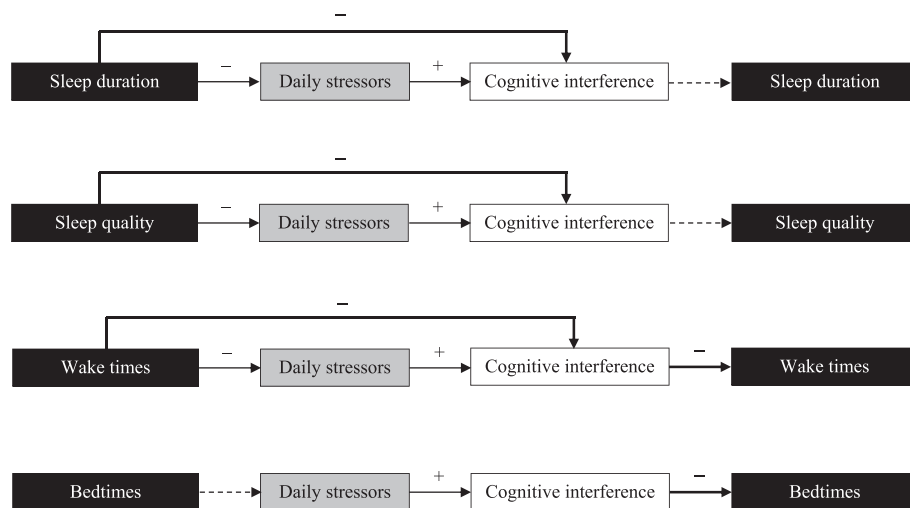 –
Sleep duration – Daily stressors + Cognitive interference Sleep duration
–
Sleep quality – Daily stressors + Cognitive interference Sleep quality
–
Wake times – Daily stressors + Cognitive interference – Wake times
Bedtimes Daily stressors + Cognitive interference – Bedtimes